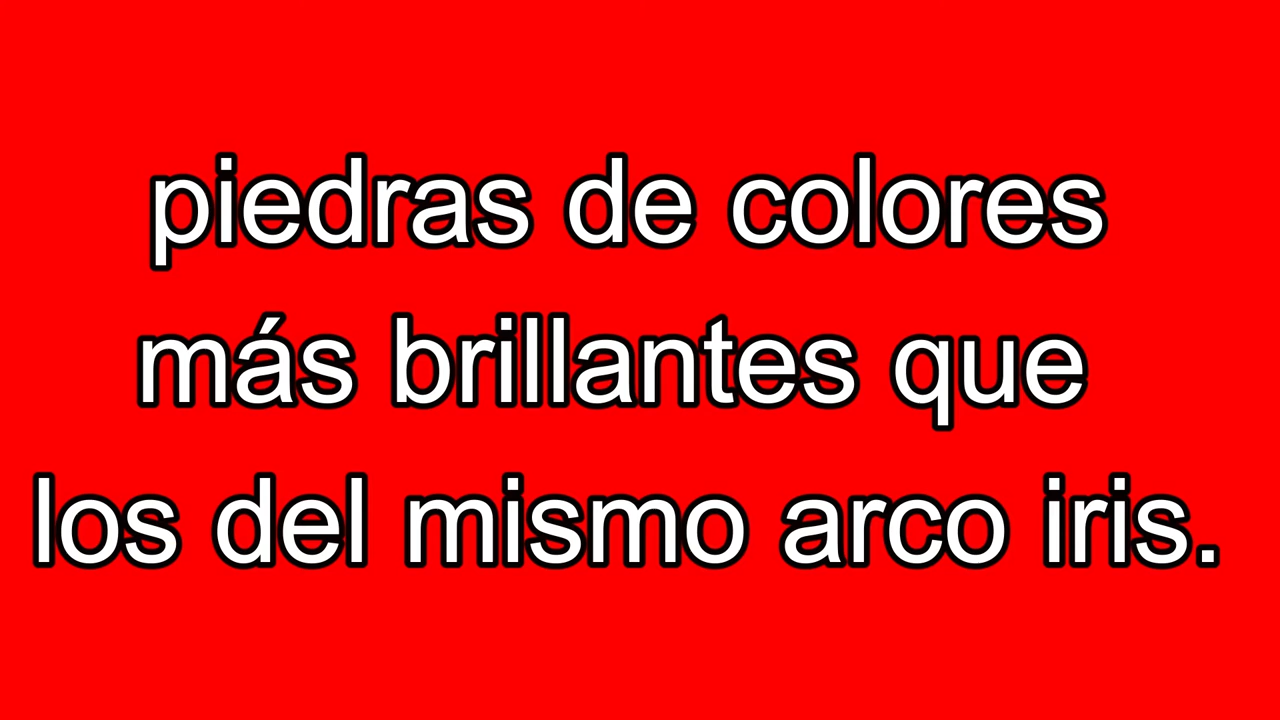 piedras de colores
más brillantes que
los del mismo arco iris.